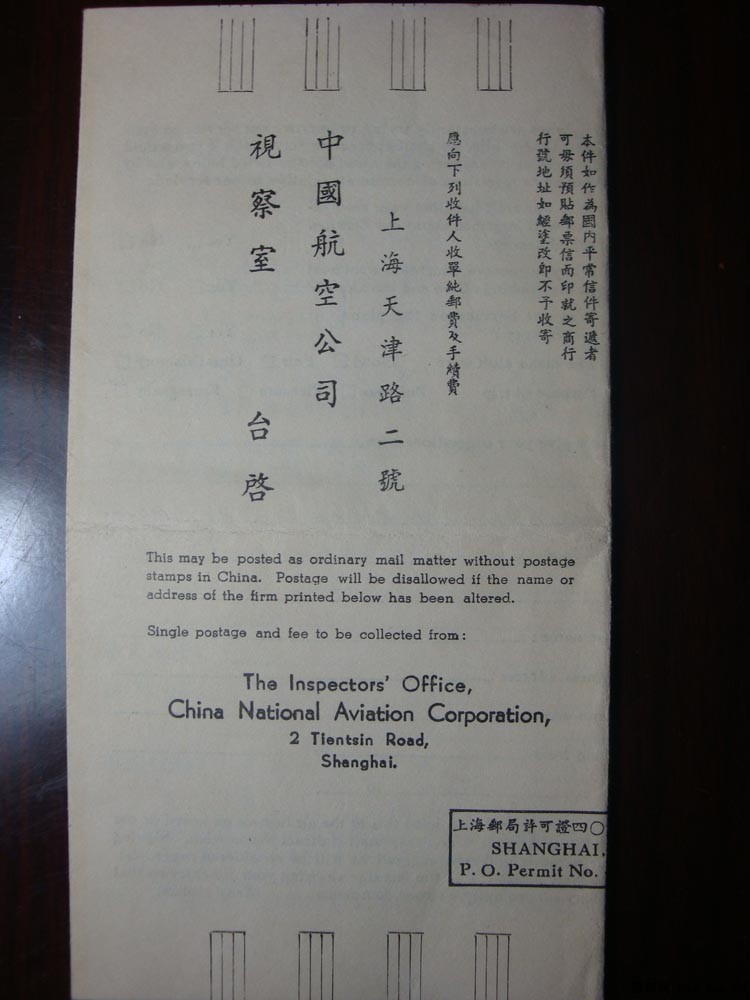 本件如作為國內平常信件寄遞者
可毋須預貼郵票信面印就之商行
行號地址如經塗改即不予收寄
應向下列收件人收單純郵費及手續費
上海天津路二號
中國航空公司
視察室 台啓
This may be posted as ordinary mail matter without postage
stamps in China. Postage will be disallowed if the name or
address of the firm printed below has been altered.
Single postage and fee to be collected from:
The Inspectors' Office,
China National Aviation Corporation,
2 Tientsin Road,
Shanghai.
上海郵局許可證四〇
SHANGHAI,
P. O. Permit No.